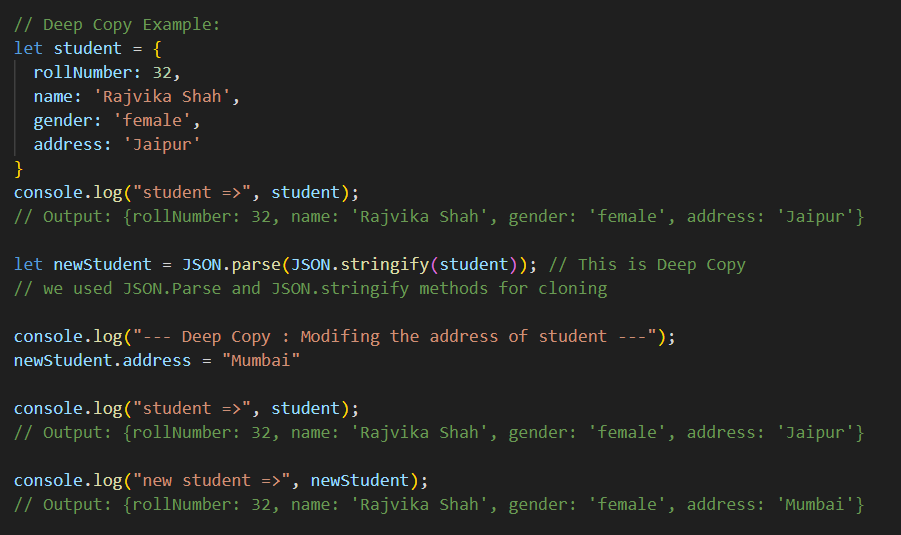 // Deep Copy Example:
let student = {
  rollNumber: 32,
  name: 'Rajvika Shah',
  gender: 'female',
  address: 'Jaipur'
}
console.log("student =>", student);
// Output: {rollNumber: 32, name: 'Rajvika Shah', gender: 'female', address: 'Jaipur'}
let newStudent = JSON.parse(JSON.stringify(student)); // This is Deep Copy
// we used JSON.Parse and JSON.stringify methods for cloning
console.log("--- Deep Copy : Modifing the address of student ---");
newStudent.address = "Mumbai"
console.log("student =>", student);
// Output: {rollNumber: 32, name: 'Rajvika Shah', gender: 'female', address: 'Jaipur'}
console.log("new student =>", newStudent);
// Output: {rollNumber: 32, name: 'Rajvika Shah', gender: 'female', address: 'Mumbai'}